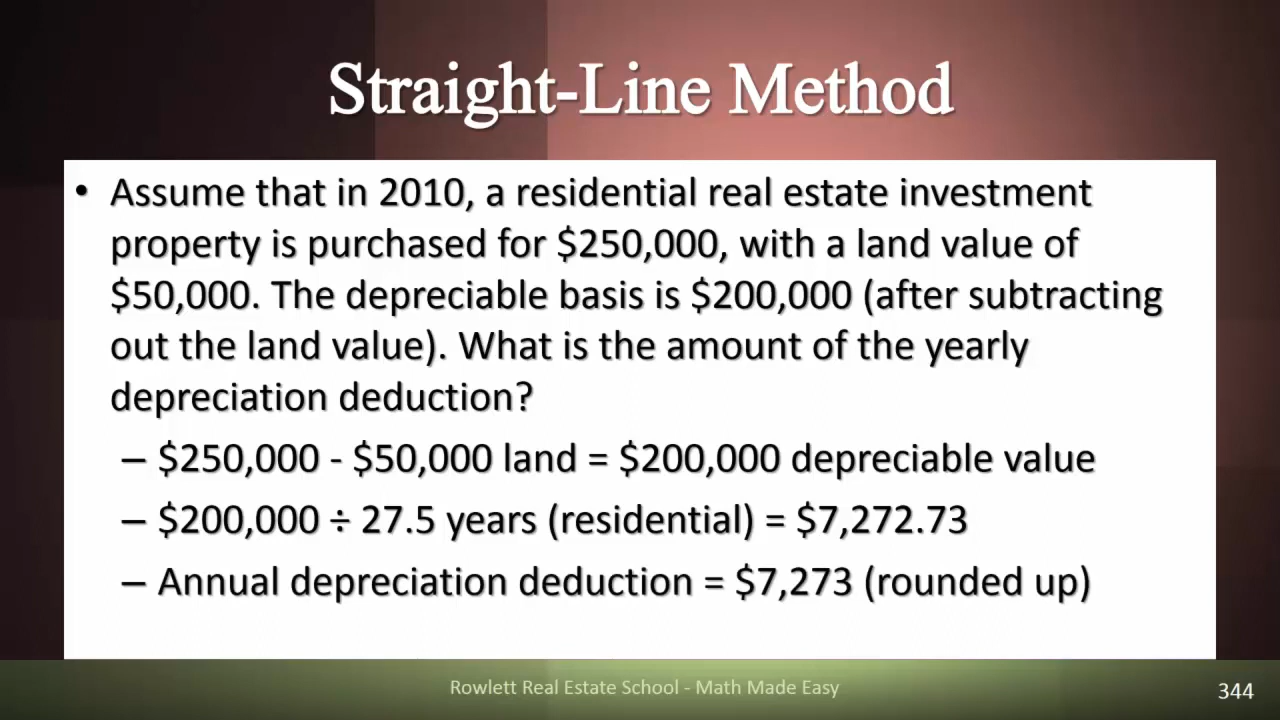 Straight-Line Method
• Assume that in 2010, a residential real estate investment
property is purchased for $250,000, with a land value of
$50,000. The depreciable basis is $200,000 (after subtracting
out the land value). What is the amount of the yearly
depreciation deduction?
– $250,000 - $50,000 land = $200,000 depreciable value
– $200,000 ÷ 27.5 years (residential) = $7,272.73
– Annual depreciation deduction = $7,273 (rounded up)
Rowlett Real Estate School - Math Made Easy
344